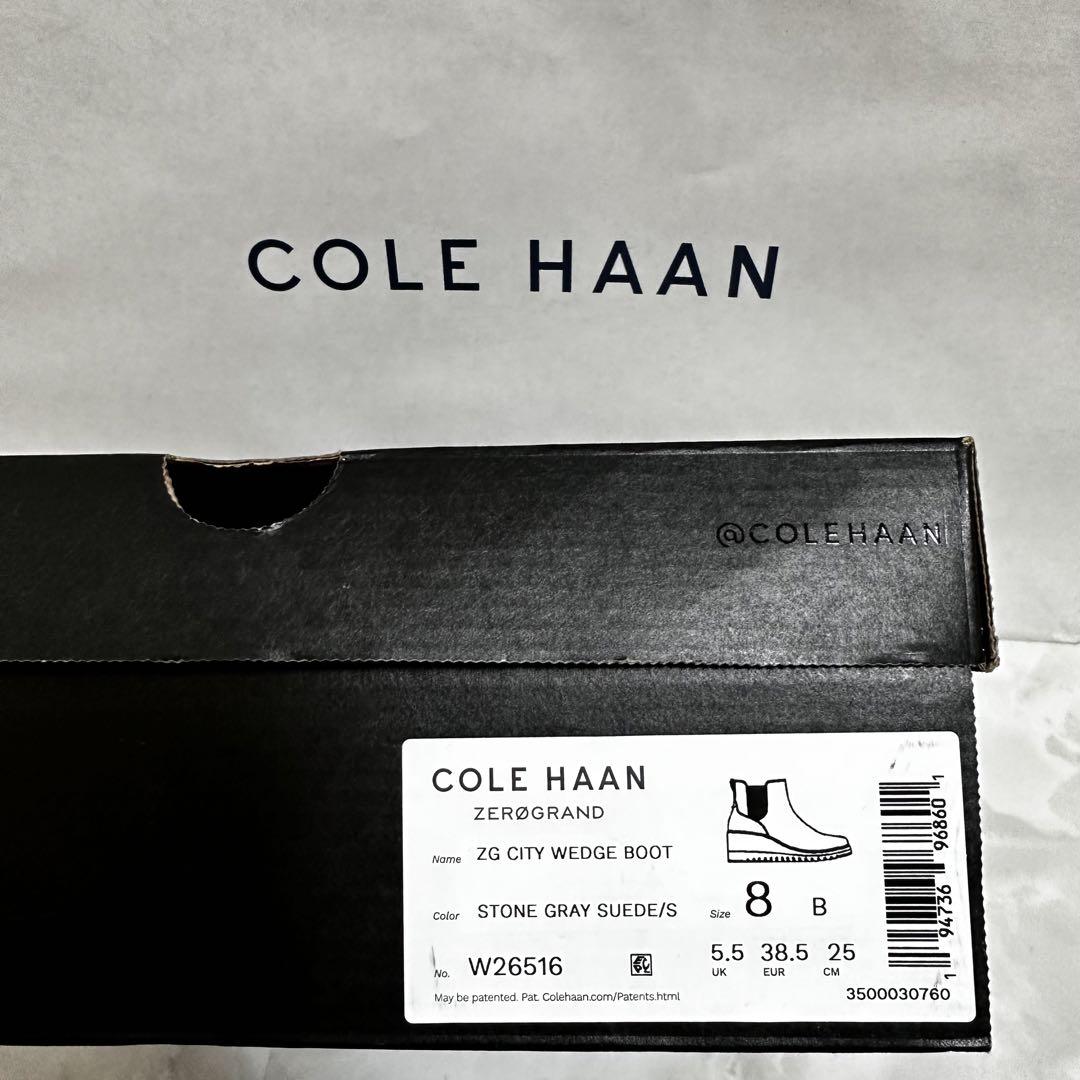 COLE HAAN
@COLEHAAN
COLE HAAN
ZERØGRAND
Name ZG CITY WEDGE BOOT
Color STONE GRAY SUEDE/S
Size 8 B
No. W26516
5.5 38.5 25
UK EUR CM
May be patented. Pat. Colehaan.com/Patents.html
3500030760
1 94736 96860 1